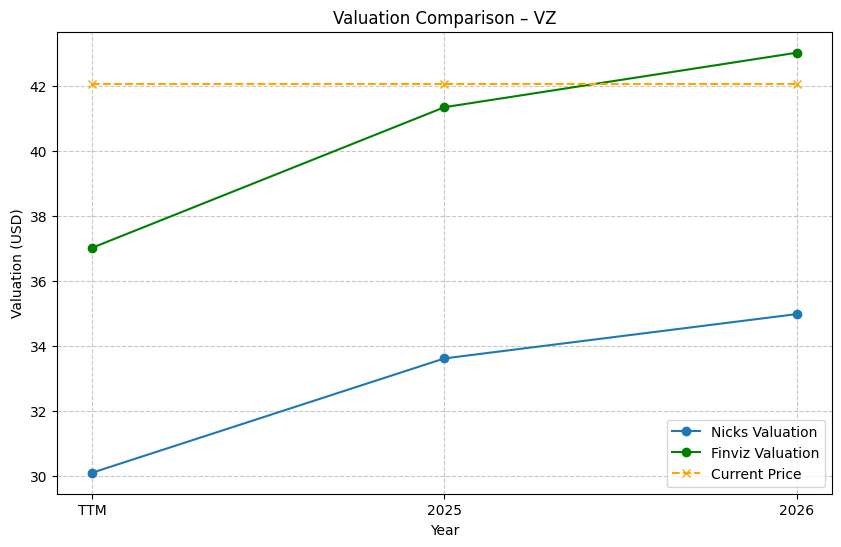 Valuation Comparison – VZ
Valuation (USD)
42
40
38
36
34
32
30
TTM
2025
2026
Year
Nicks Valuation
Finviz Valuation
Current Price